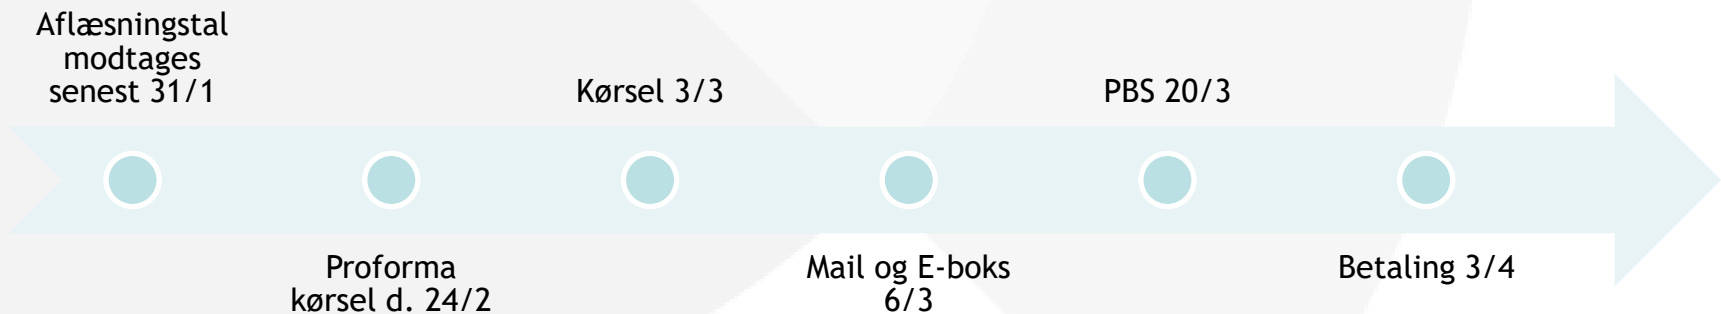 Aflæsningstal
modtages
senest 31/1
Proforma
kørsel d. 24/2
Kørsel 3/3
Mail og E-boks
6/3
PBS 20/3
Betaling 3/4